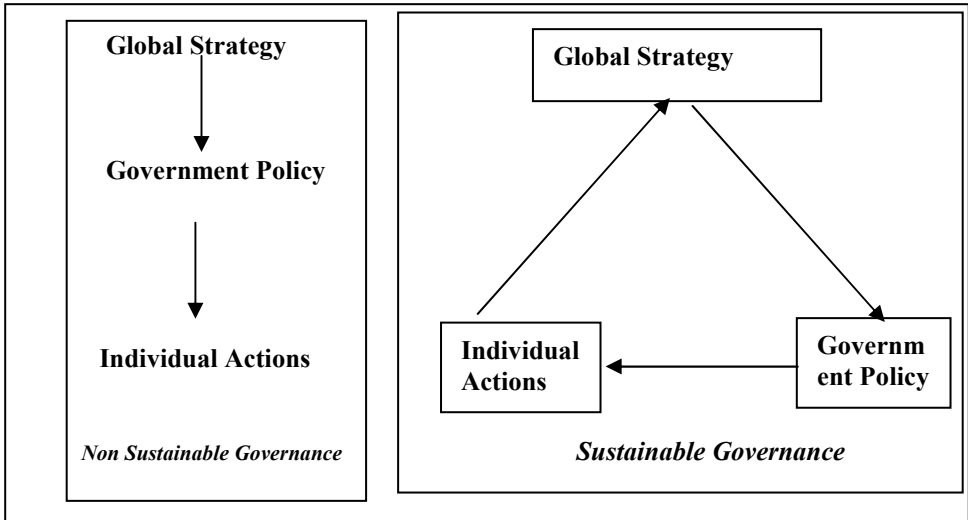 Global Strategy
Government Policy
Individual Actions
Non Sustainable Governance
Global Strategy
Individual
Actions
Governm
ent Policy
Sustainable Governance